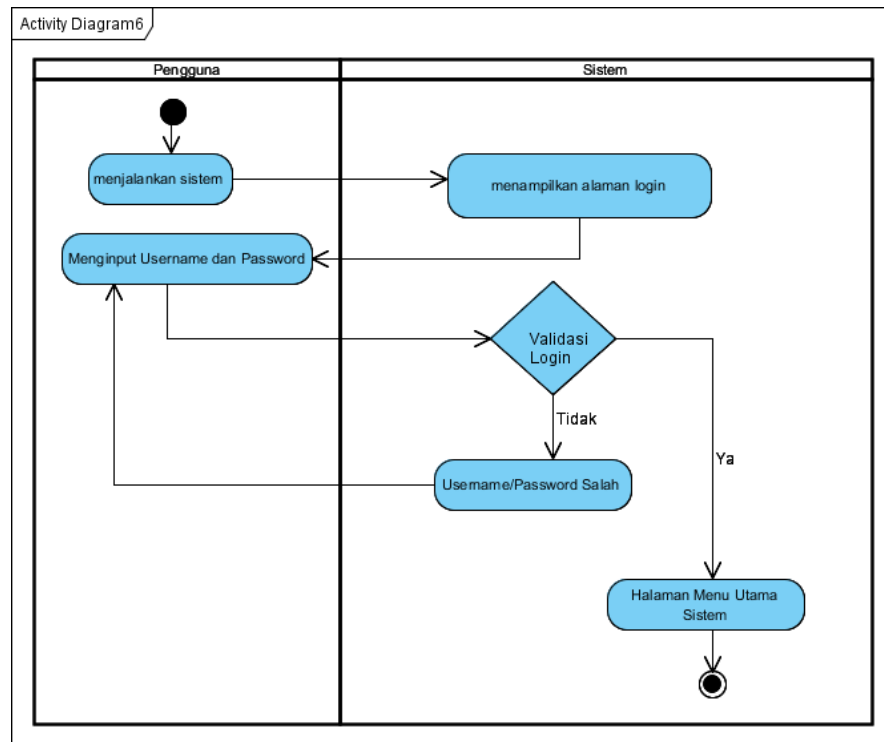 Activity Diagram6
Pengguna
Sistem
menjalankan sistem
menampilkan alaman login
Menginput Username dan Password
Validasi
Login
Tidak
Username/Password Salah
Ya
Halaman Menu Utama
Sistem